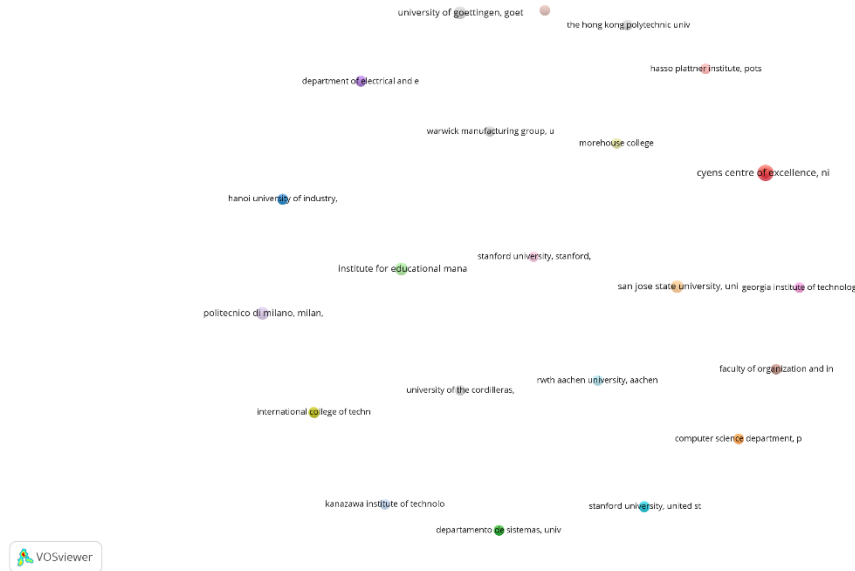 university of goettingen, goet
the hong kong polytechnic univ
hasso plattner institute, pots
department of electrical and e
warwick manufacturing group, u
morehouse college
cyens centre of excellence, ni
hanoi university of industry,
stanford university, stanford,
institute for educational mana
san jose state university, uni
georgia institute of technolog
politecnico di milano, milan,
faculty of organization and in
rwth aachen university, aachen
university of the cordilleras,
international college of techn
computer science department, p
kanazawa institute of technolo
stanford university, united st
departamento de sistemas, univ
VOSviewer